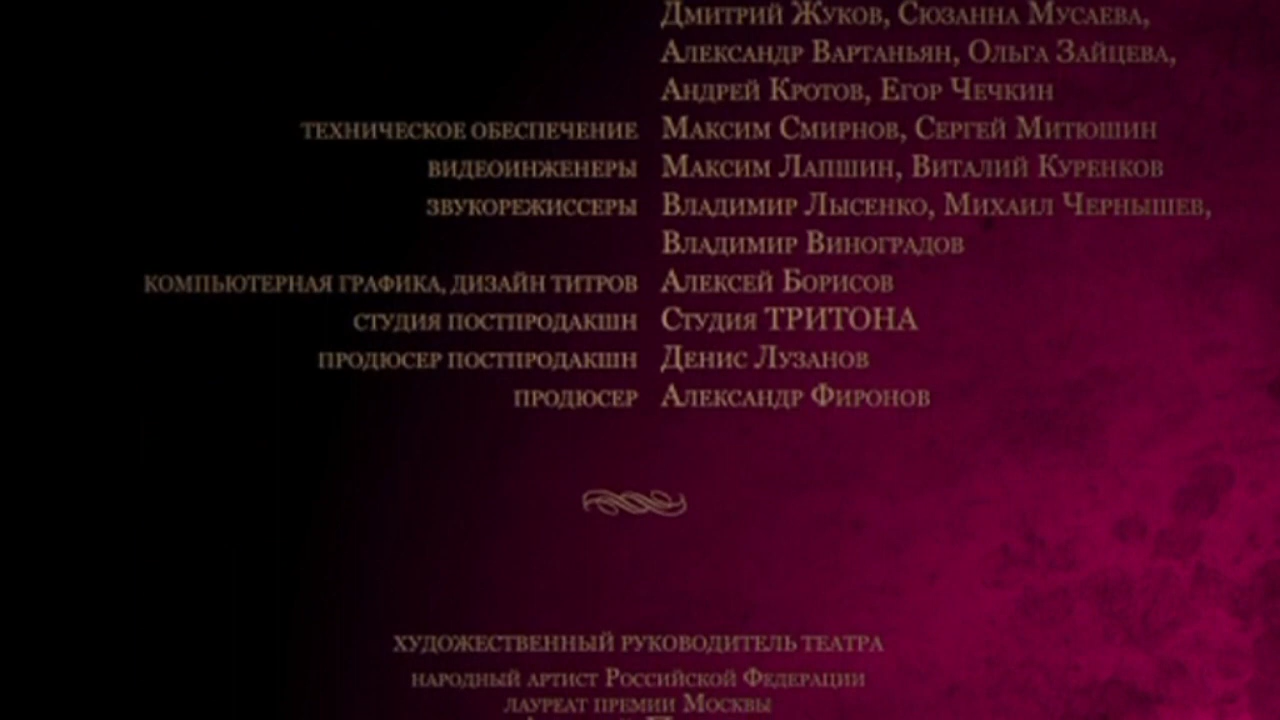 Дмитрий Жуков, Сюзанна Мусаева,
Александр Вартаньян, Ольга Зайцева,
Андрей Кротов, Егор Чечкин
техническое обеспечение Максим Смирнов, Сергей Митюшин
видеоинженеры Максим Лапшин, Виталий Куренков
звукорежиссеры Владимир Лысенко, Михаил Чернышев,
Владимир Виноградов
компьютерная графика, дизайн титров Алексей Борисов
студия постпродакшн Студия ТРИТОНА
продюсер постпродакшн Денис Лузанов
продюсер Александр Фиронов
художественный руководитель театра
народный артист Российской Федерации
лауреат премии Москвы